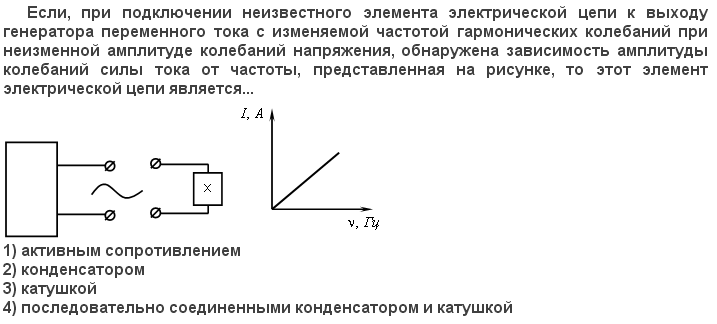 Если, при подключении неизвестного элемента электрической цепи к выходу
генератора переменного тока с изменяемой частотой гармонических колебаний при
неизменной амплитуде колебаний напряжения, обнаружена зависимость амплитуды
колебаний силы тока от частоты, представленная на рисунке, то этот элемент
электрической цепи является...
I, А
X
ν, Гц
1) активным сопротивлением
2) конденсатором
3) катушкой
4) последовательно соединенными конденсатором и катушкой